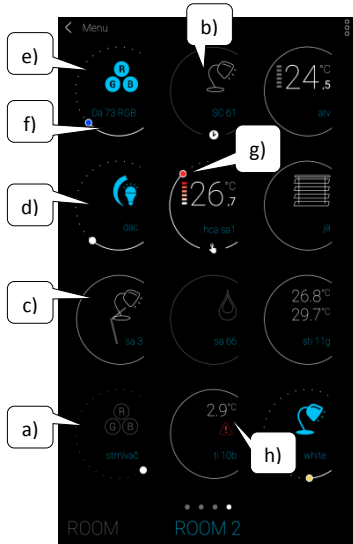 < Menu
b)
e)
R
G B
Da 73 RGB
SC 61
24°C,5
atv
f)
g)
d)
dac
26°C,7
hca sa1
ja
c)
sa 3
sa 66
26.8°C
29.7°C
sti 11g
a)
R
G B
stmívač
2.9°C
ti 10b
h)
white
ROOM
ROOM 2